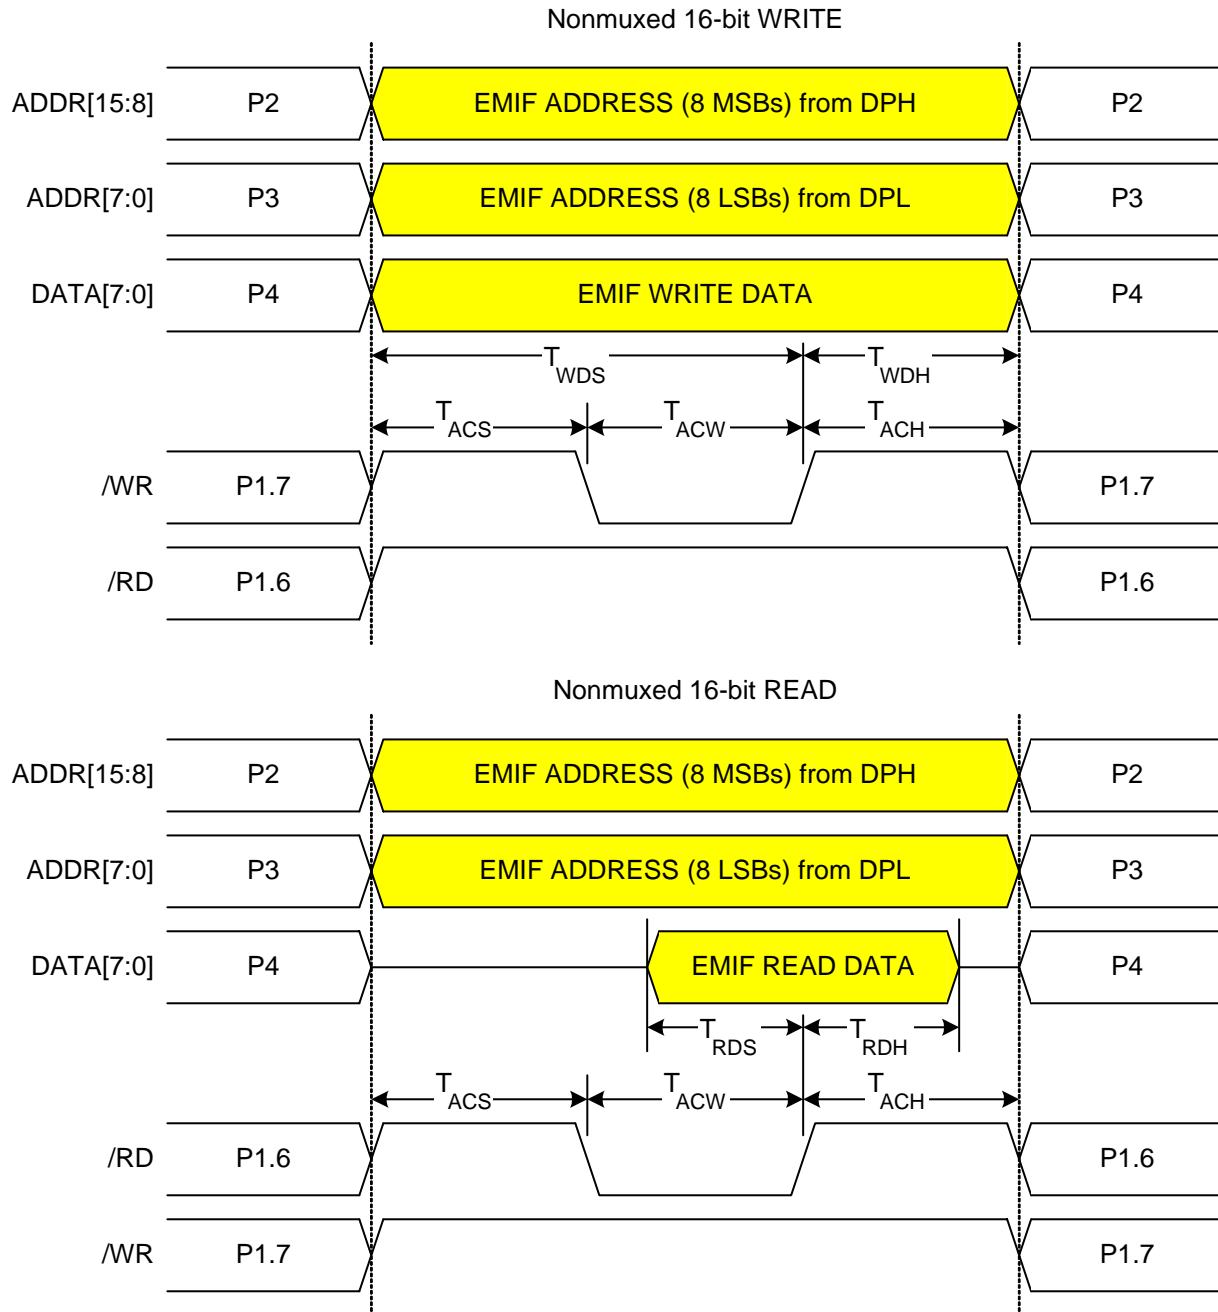 Nonmuxed 16-bit WRITE
ADDR[15:8] P2 EMIF ADDRESS (8 MSBs) from DPH P2
ADDR[7:0] P3 EMIF ADDRESS (8 LSBs) from DPL P3
DATA[7:0] P4 EMIF WRITE DATA P4
TWDS TWDH
TACS TACW TACH
/WR P1.7 P1.7
/RD P1.6 P1.6
Nonmuxed 16-bit READ
ADDR[15:8] P2 EMIF ADDRESS (8 MSBs) from DPH P2
ADDR[7:0] P3 EMIF ADDRESS (8 LSBs) from DPL P3
DATA[7:0] P4 EMIF READ DATA P4
TRDS TRDH
TACS TACW TACH
/RD P1.6 P1.6
/WR P1.7 P1.7